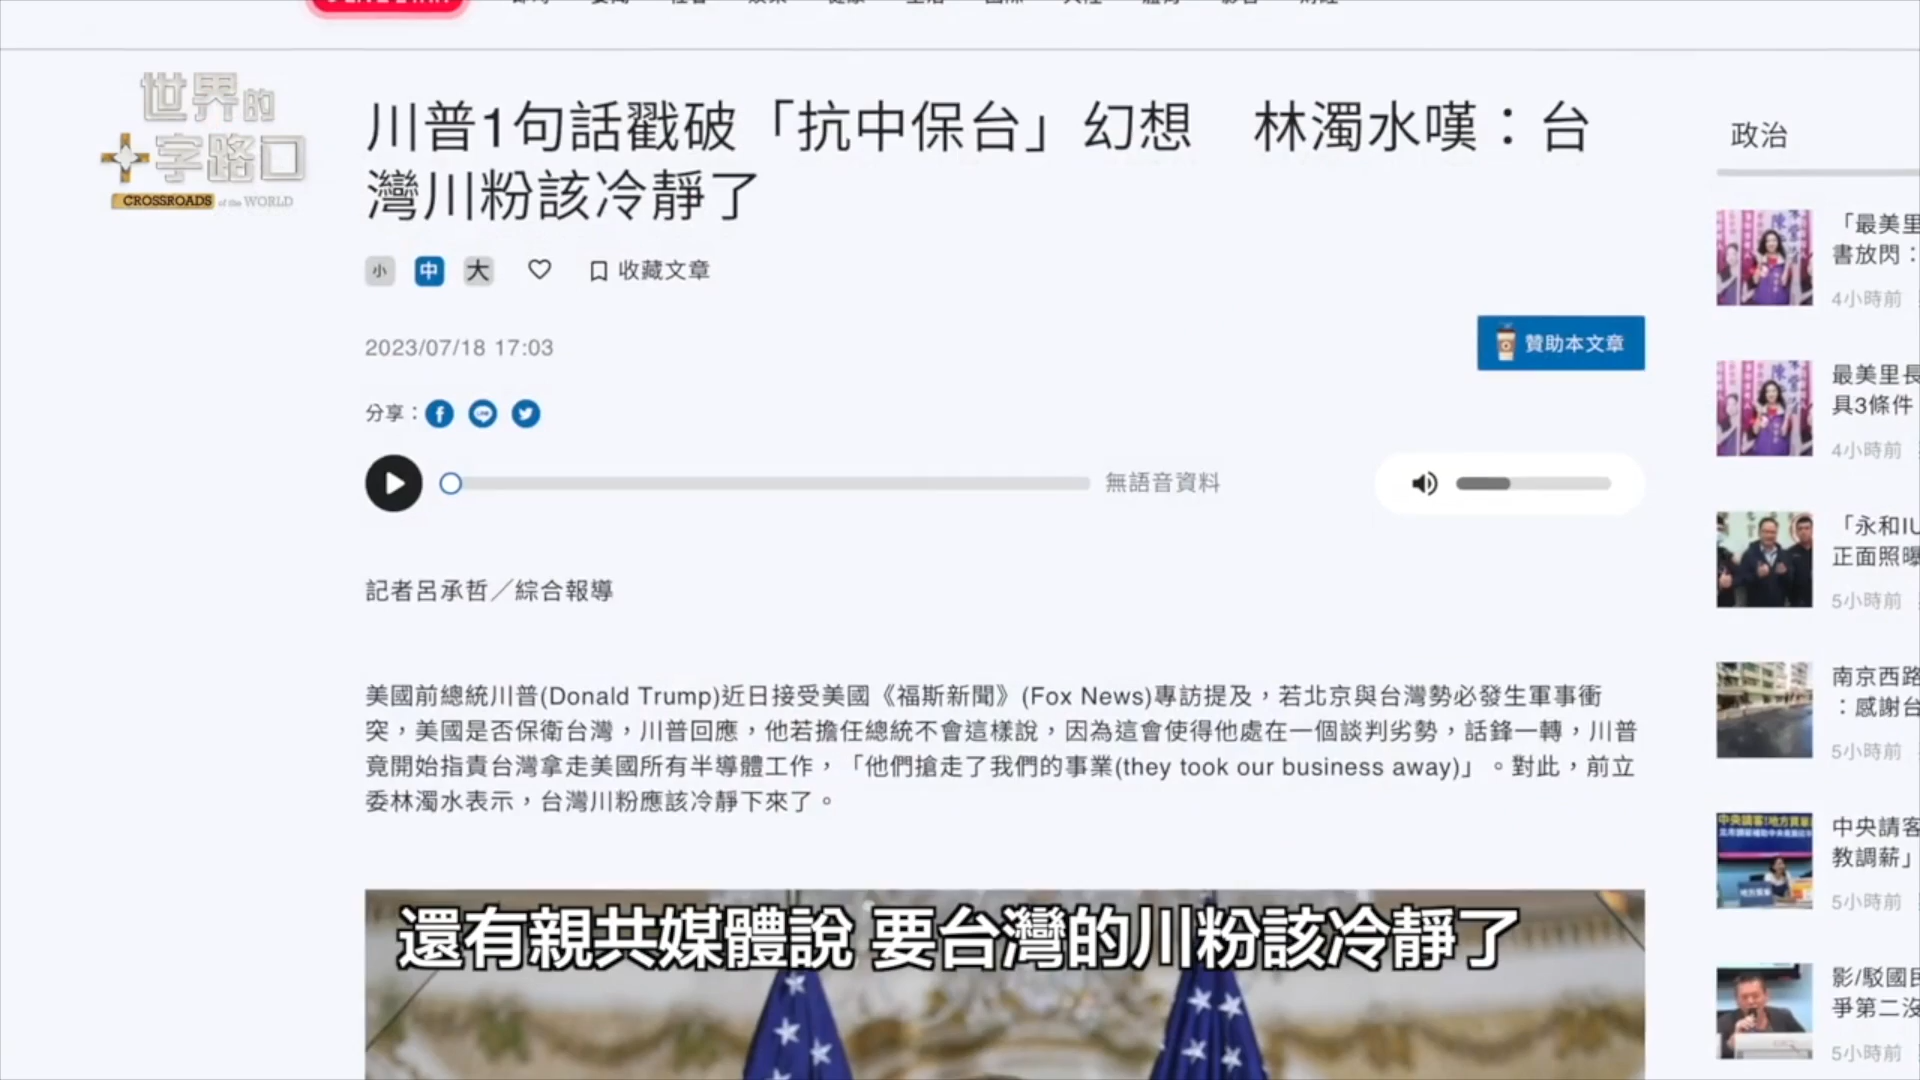 世界的
十字路口
CROSSROADS of the WORLD
川普1句話戳破「抗中保台」幻想　林濁水嘆：台
灣川粉該冷靜了
小 中 大 收藏文章
2023/07/18 17:03
贊助本文章
分享：
無語音資料
記者呂承哲／綜合報導
美國前總統川普(Donald Trump)近日接受美國《福斯新聞》(Fox News)專訪提及，若北京與台灣勢必發生軍事衝
突，美國是否保衛台灣，川普回應，他若擔任總統不會這樣說，因為這會使得他處在一個談判劣勢，話鋒一轉，川普
竟開始指責台灣拿走美國所有半導體工作，「他們搶走了我們的事業(they took our business away)」。對此，前立
委林濁水表示，台灣川粉應該冷靜下來了。
還有親共媒體說 要台灣的川粉該冷靜了
政治
「最美里
書放閃：
4小時前
最美里長
具3條件
4小時前
「永和IU
正面照曝
5小時前
南京西路
：感謝台
5小時前
中央請客
教調薪」
5小時前
影/駁國民
爭第二沒
5小時前